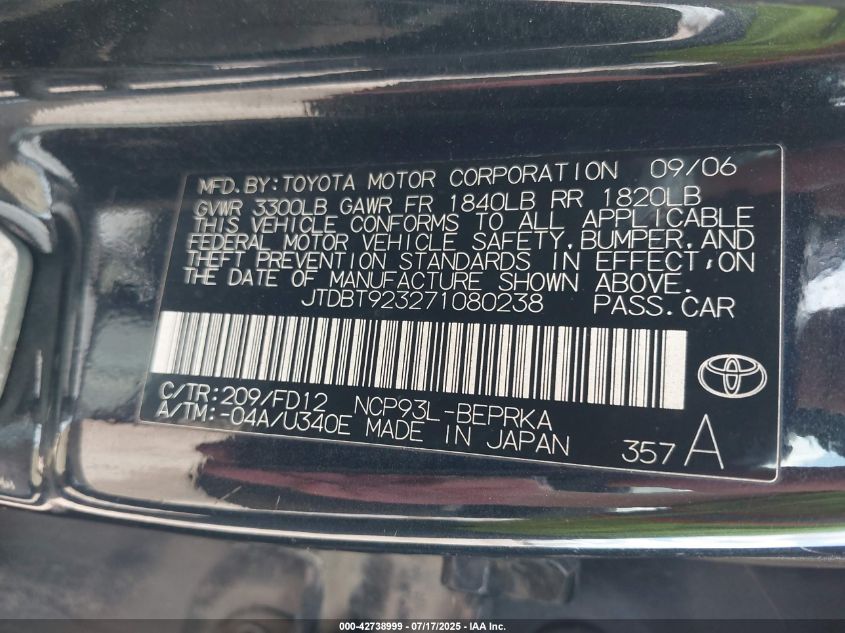 MFD.BY:TOYOTA MOTOR CORPORATION 09/06
GVWR 3300LB GAWR FR 1840LB RR 1820LB
THIS VEHICLE CONFORMS TO ALL APPLICABLE
FEDERAL MOTOR VEHICLE SAFETY,BUMPER,AND
THEFT PREVENTION STANDARDS IN EFFECT,ON
THE DATE OF MANUFACTURE SHOWN ABOVE.
JTDBT923271080238 PASS.CAR
C/TR:209/FD12 NCP93L-BEPRKA
A/TM:-04A/U340E MADE IN JAPAN
357 A
000-42738999 - 07/17/2025 - IAA Inc.